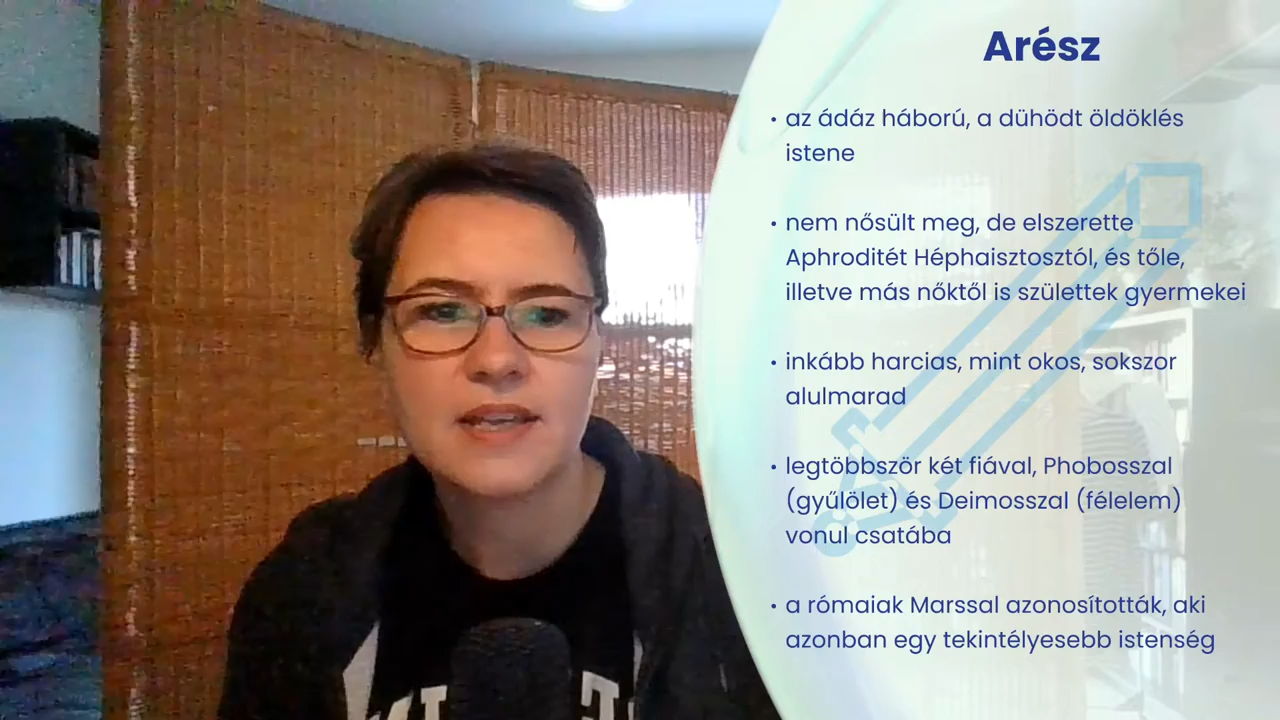 Arész
• az ádáz háború, a dühödt öldöklés
istene
• nem nősült meg, de elszerette
Aphroditét Héphaisztosztól, és tőle,
illetve más nőktől is születtek gyermekei
• inkább harcias, mint okos, sokszor
alulmarad
• legtöbbször két fiával, Phobosszal
(gyűlölet) és Deimosszal (félelem)
vonul csatába
• a rómaiak Marssal azonosították, aki
azonban egy tekintélyesebb istenség